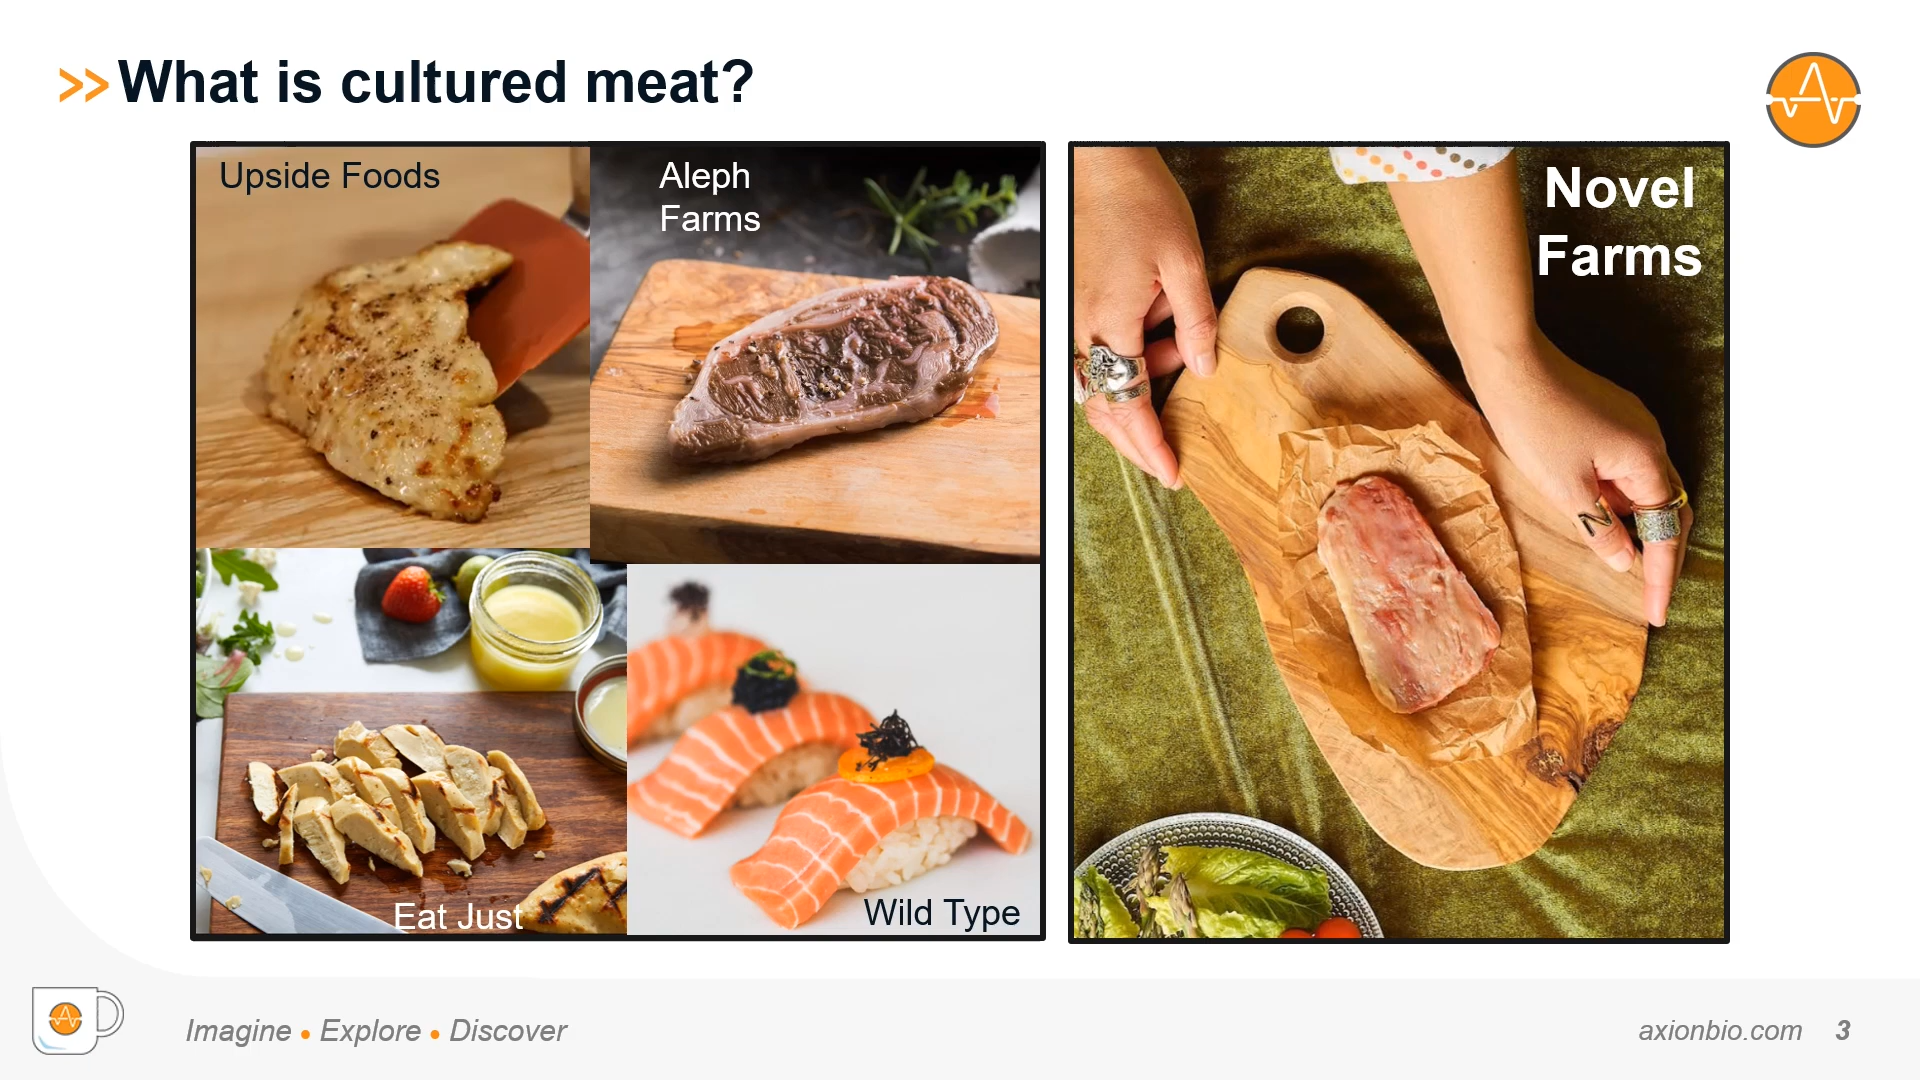 >> What is cultured meat?
Upside Foods
Aleph
Farms
Eat Just
Wild Type
Novel
Farms
Imagine • Explore • Discover
axionbio.com 3